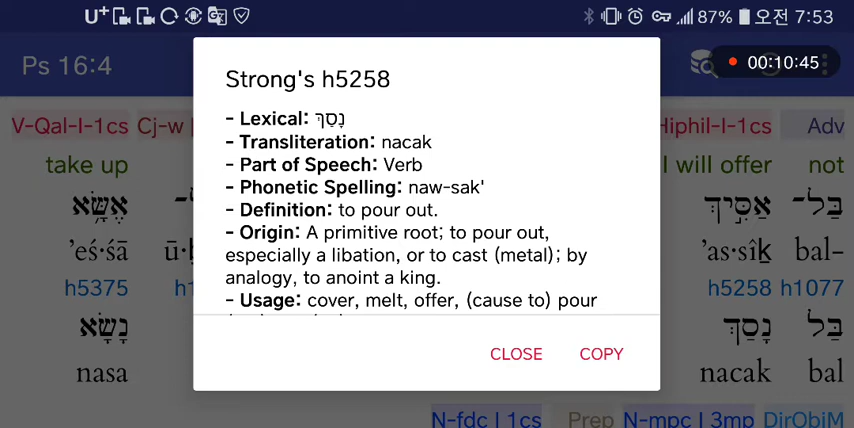 U+ 87% 오전 7:53
Ps 16:4
00:10:45
Strong's h5258
- Lexical: נָסַךְ
- Transliteration: nacak
- Part of Speech: Verb
- Phonetic Spelling: naw-sak'
- Definition: to pour out.
- Origin: A primitive root; to pour out,
especially a libation, or to cast (metal); by
analogy, to anoint a king.
- Usage: cover, melt, offer, (cause to) pour
CLOSE COPY
V-Qal-I-1cs Cj-w | Hiphil-I-1cs Adv
take up I will offer not
אֶשָּׂא אַסִּיךְ בַּל־
’eś·śā ’as·sîḵ bal-
h5375 h5258 h1077
נָשָׂא נָסַךְ בַּל
nasa nacak bal
N-fdc | 1cs Prep N-mpc | 3mp DirObjM